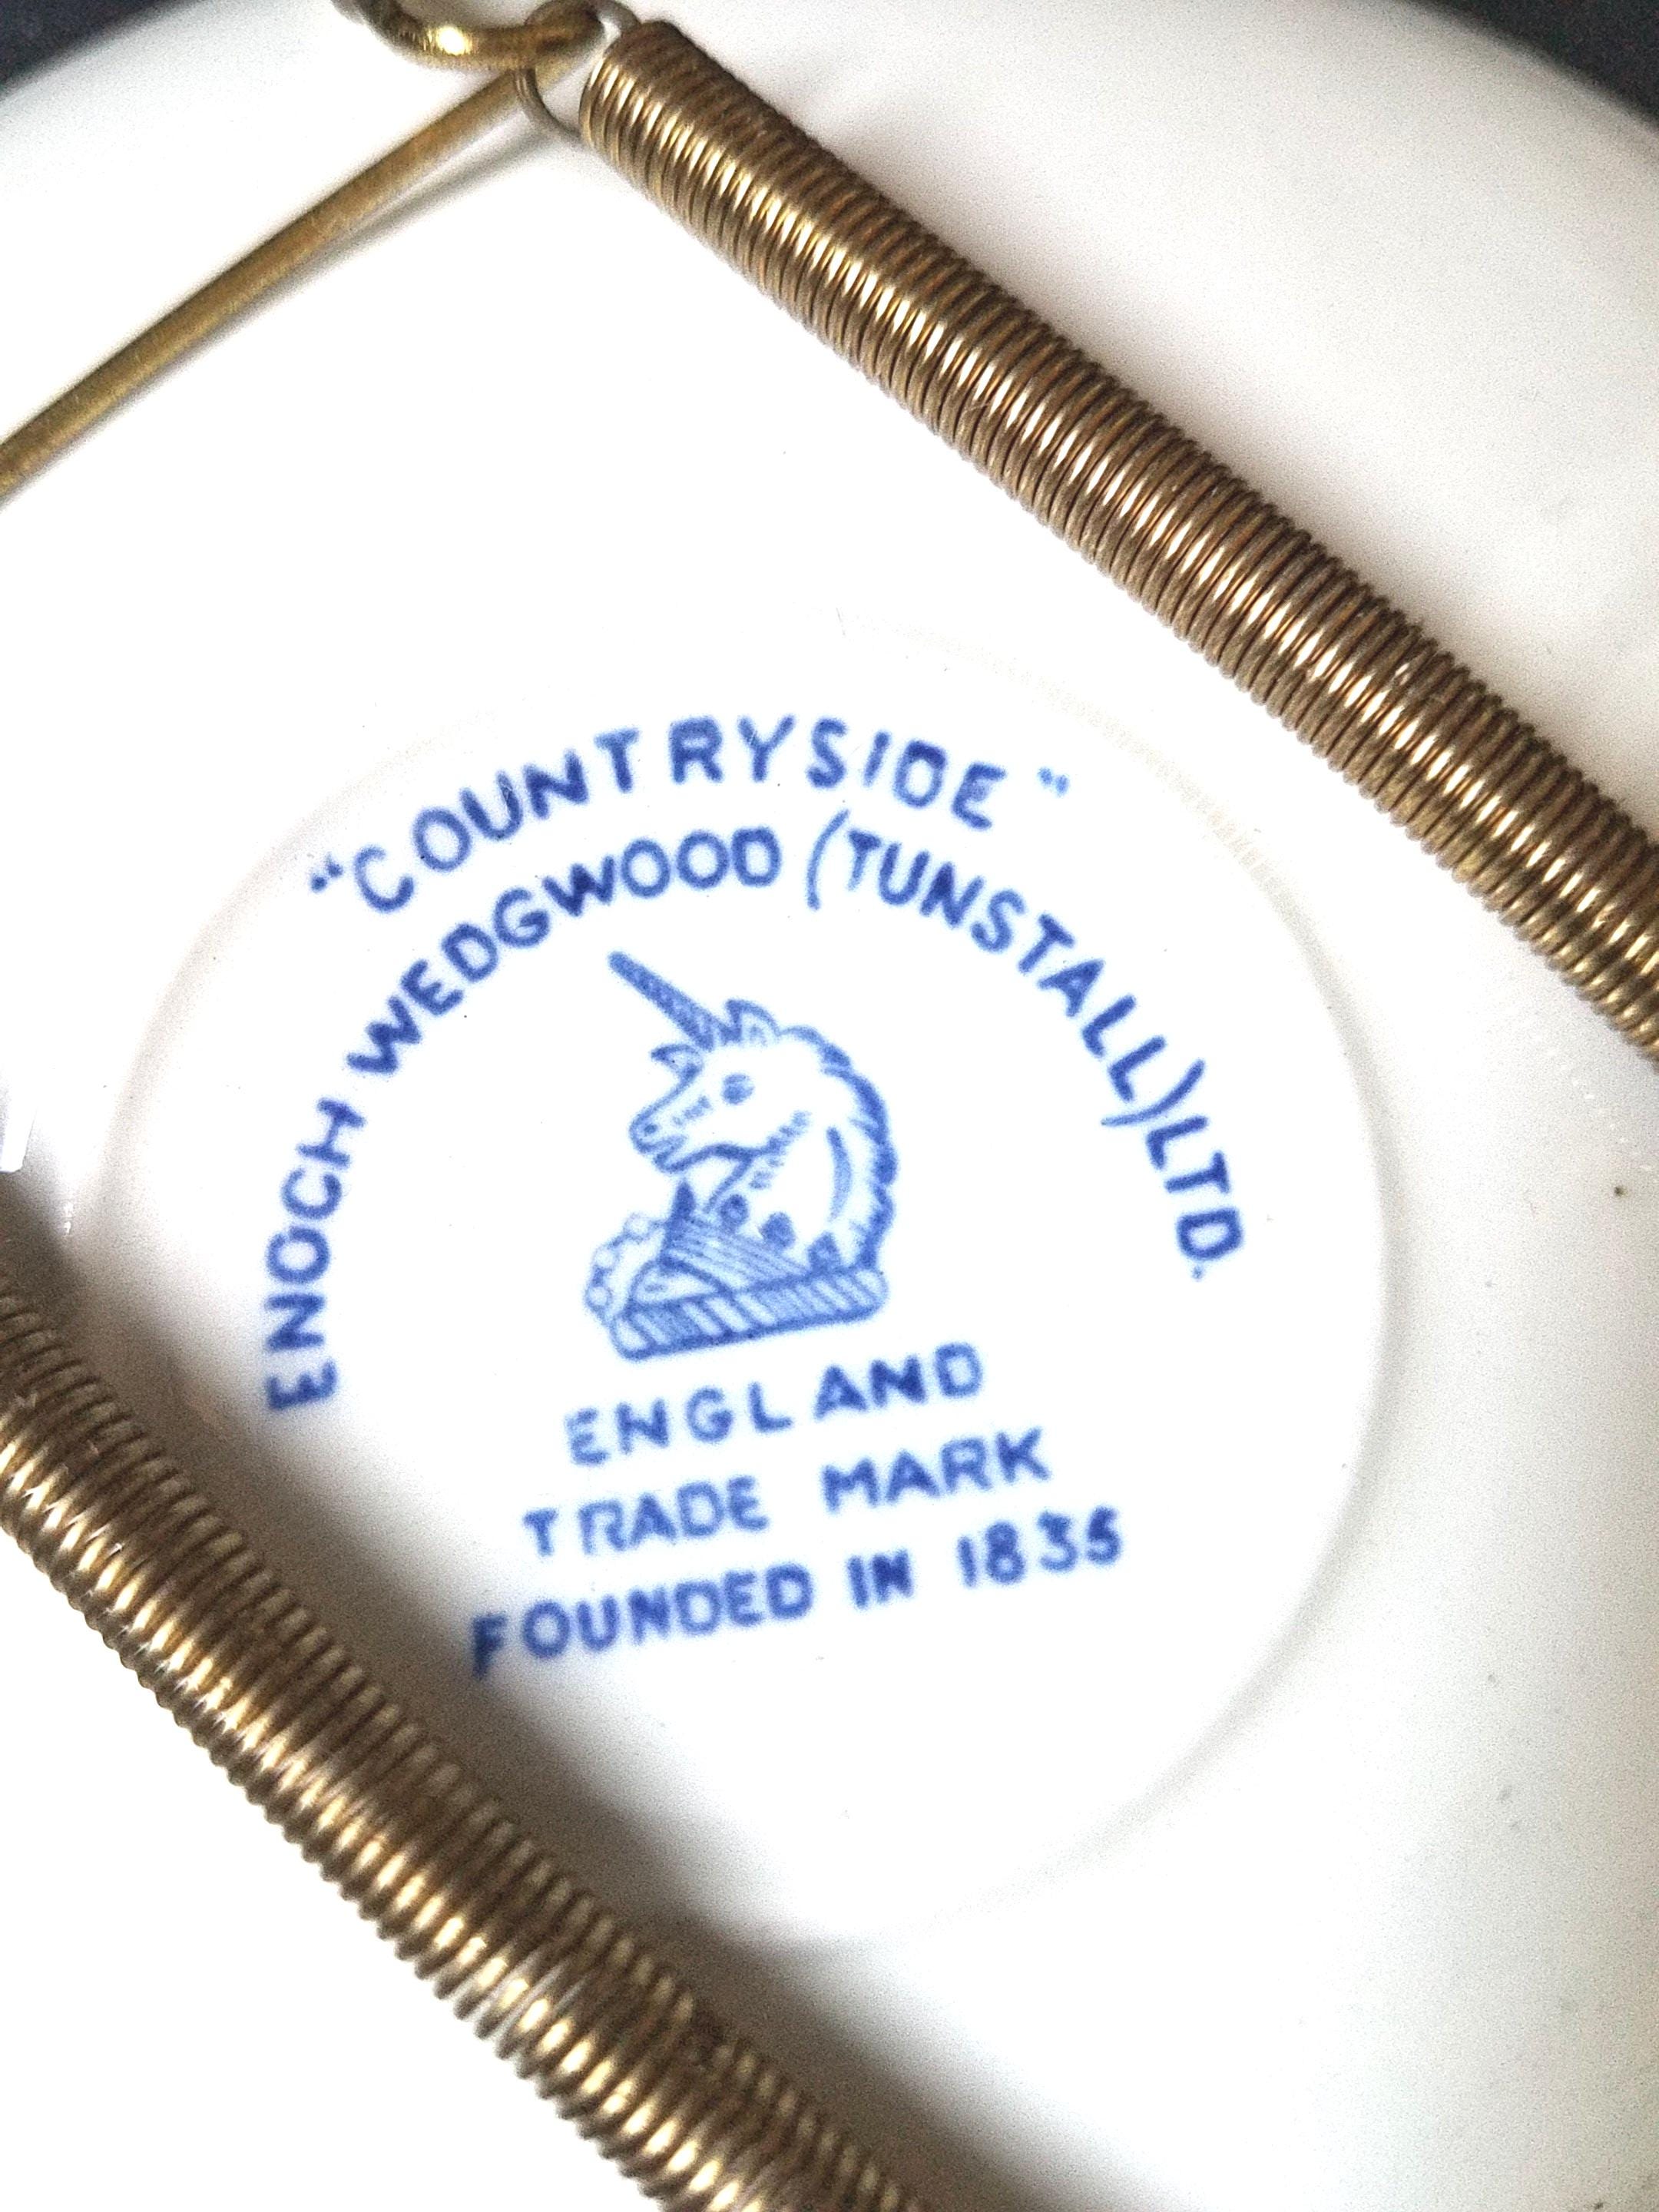 "COUNTRYSIDE"
ENOCH WEDGWOOD (TUNSTALL) LTD.
ENGLAND
TRADE MARK
FOUNDED IN 1835